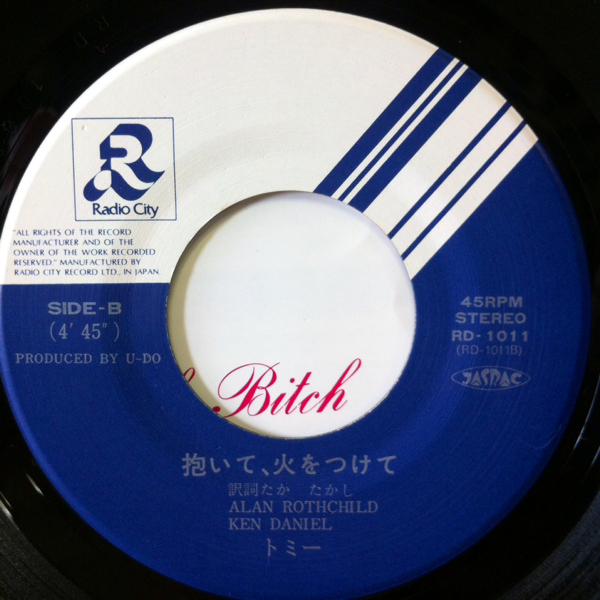 R
Radio City
"ALL RIGHTS OF THE RECORD
MANUFACTURER AND OF THE
OWNER OF THE WORK RECORDED
RESERVED." MANUFACTURED BY
RADIO CITY RECORD LTD., IN JAPAN.
SIDE-B
(4' 45")
PRODUCED BY U-DO
45RPM
STEREO
RD-1011
(RD-1011B)
JASRAC
Bitch
抱いて、火をつけて
訳詞たか たかし
ALAN ROTHCHILD
KEN DANIEL
トミー